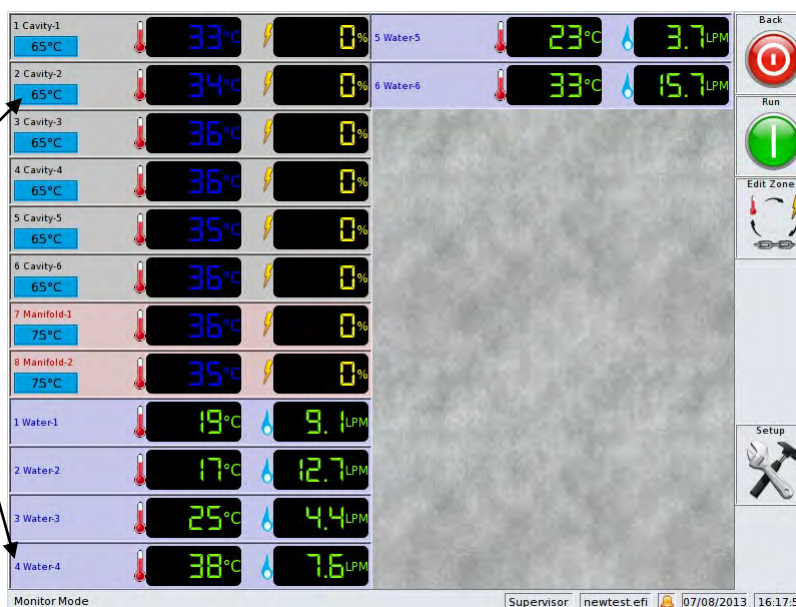 1 Cavity-1
65°C 33°C 0%
2 Cavity-2
65°C 34°C 0%
3 Cavity-3
65°C 36°C 0%
4 Cavity-4
65°C 36°C 0%
5 Cavity-5
65°C 35°C 0%
6 Cavity-6
65°C 36°C 0%
7 Manifold-1
75°C 36°C 0%
8 Manifold-2
75°C 35°C 0%
1 Water-1 19°C 9.1LPM
2 Water-2 17°C 12.7LPM
3 Water-3 25°C 4.4LPM
4 Water-4 38°C 7.6LPM
5 Water-5 23°C 3.7LPM
6 Water-6 33°C 15.7LPM
Back
Run
Edit Zone
Setup
Monitor Mode Supervisor newtest.efi 07/08/2013